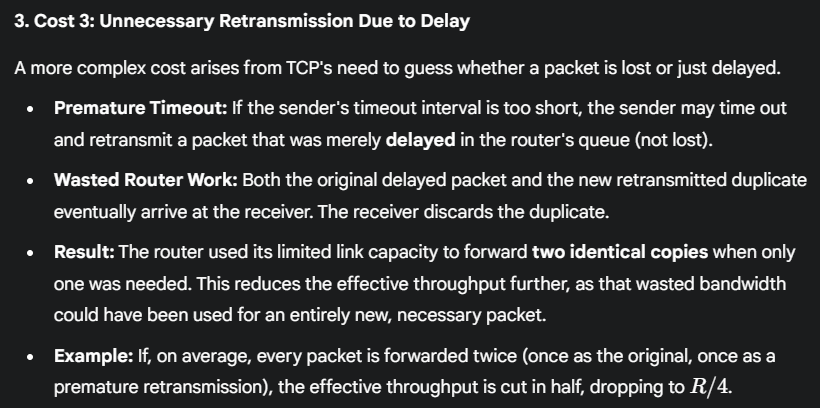 3. Cost 3: Unnecessary Retransmission Due to Delay
A more complex cost arises from TCP's need to guess whether a packet is lost or just delayed.
• Premature Timeout: If the sender's timeout interval is too short, the sender may time out
and retransmit a packet that was merely delayed in the router's queue (not lost).
• Wasted Router Work: Both the original delayed packet and the new retransmitted duplicate
eventually arrive at the receiver. The receiver discards the duplicate.
• Result: The router used its limited link capacity to forward two identical copies when only
one was needed. This reduces the effective throughput further, as that wasted bandwidth
could have been used for an entirely new, necessary packet.
• Example: If, on average, every packet is forwarded twice (once as the original, once as a
premature retransmission), the effective throughput is cut in half, dropping to R/4.